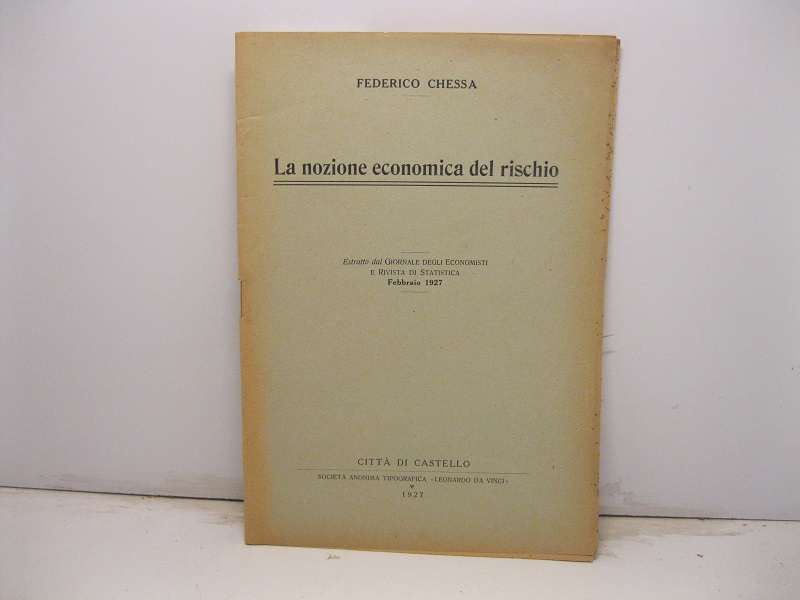 FEDERICO CHESSA
La nozione economica del rischio
Estratto dal GIORNALE DEGLI ECONOMISTI
E RIVISTA DI STATISTICA
Febbraio 1927
CITTÀ DI CASTELLO
SOCIETÀ ANONIMA TIPOGRAFICA «LEONARDO DA VINCI»
1927